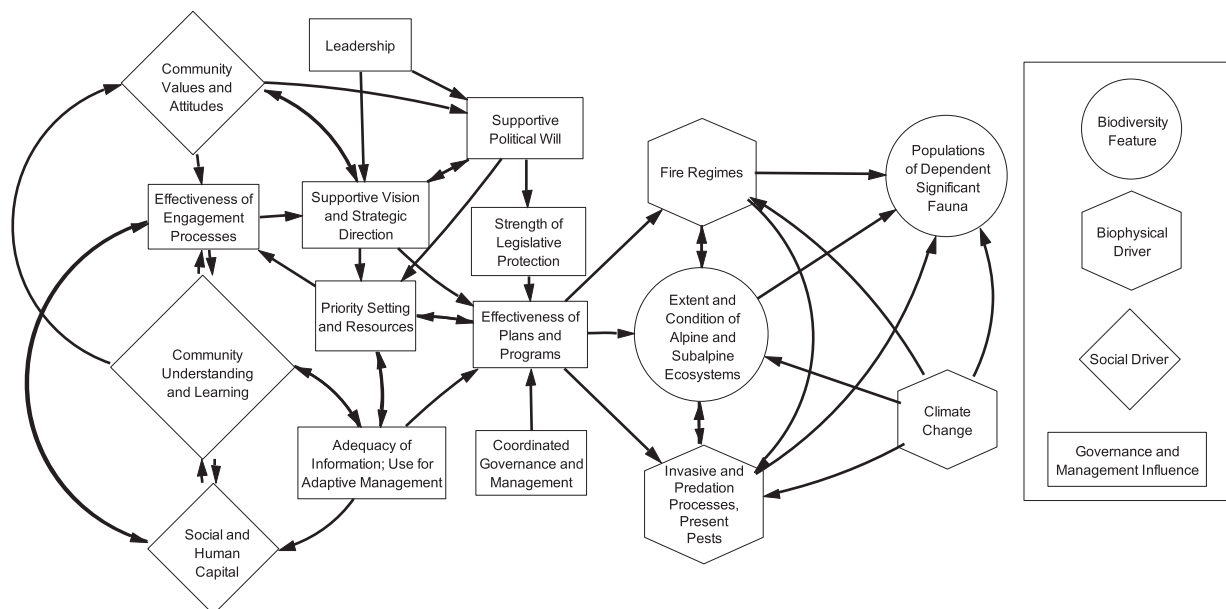 Community
Values and
Attitudes
Leadership
Supportive
Political Will
Effectiveness of
Engagement
Processes
Supportive Vision
and Strategic
Direction
Strength of
Legislative
Protection
Priority Setting
and Resources
Effectiveness of
Plans and
Programs
Community
Understanding
and Learning
Adequacy of
Information; Use for
Adaptive Management
Coordinated
Governance and
Management
Social and
Human
Capital
Fire Regimes
Populations
of Dependent
Significant
Fauna
Extent and
Condition of
Alpine and
Subalpine
Ecosystems
Climate
Change
Invasive and
Predation
Processes,
Present
Pests
Biodiversity
Feature
Biophysical
Driver
Social Driver
Governance and
Management Influence